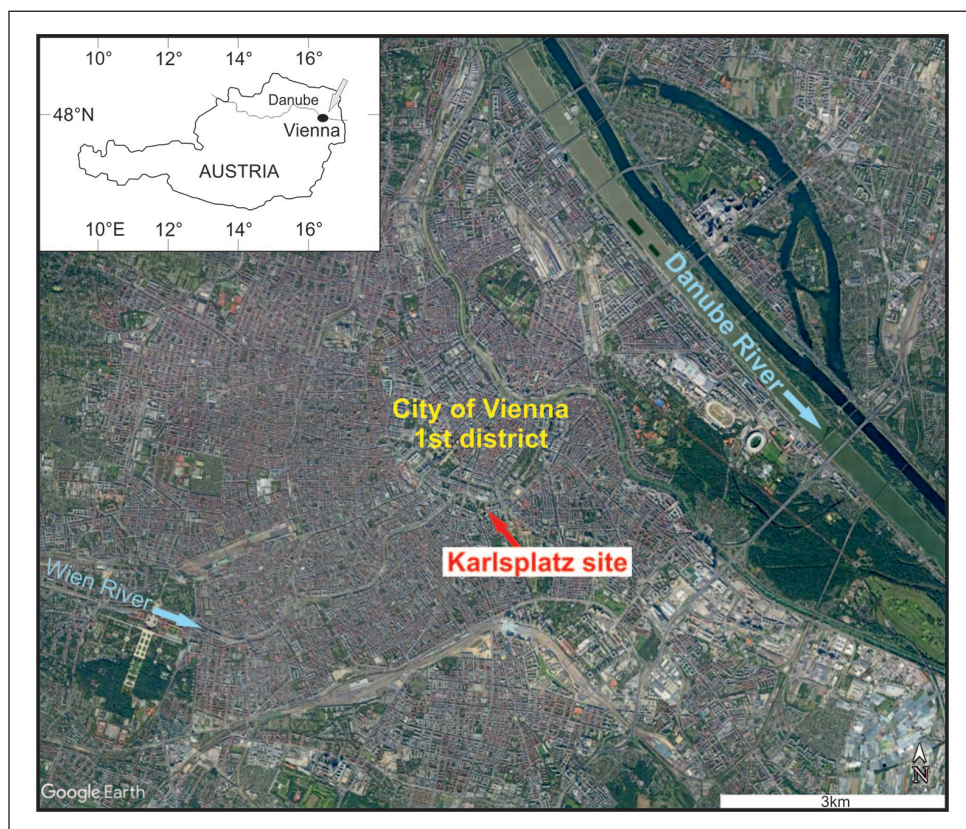 10° 12° 14° 16°
48°N
Danube
Vienna
AUSTRIA
10°E 12° 14° 16°
Danube River
City of Vienna
1st district
Karlsplatz site
Wien River
Google Earth
N
3km